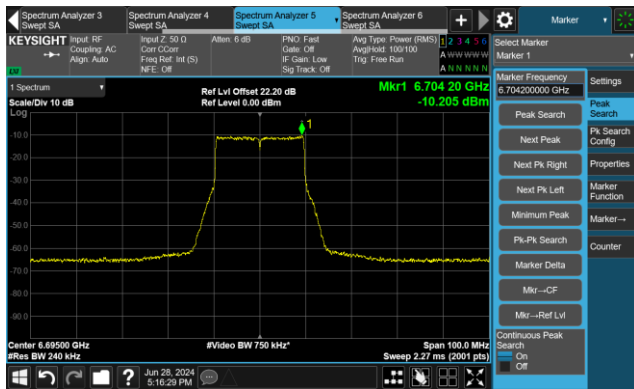 Spectrum Analyzer 3
Swept SA
Spectrum Analyzer 4
Swept SA
Spectrum Analyzer 5
Swept SA
Spectrum Analyzer 6
Swept SA
+
Marker
KEYSIGHT
Input: RF
Coupling: AC
Align: Auto
Input Z: 50 Ω
Corr CCorr
Freq Ref: Int (S)
NFE: Off
Atten: 6 dB
PNO: Fast
Gate: Off
IF Gain: Low
Sig Track: Off
Avg Type: Power (RMS)
Avg|Hold: 100/100
Trig: Free Run
1 2 3 4 5 6
A W W W W W
A N N N N N
LXI
Select Marker
Marker 1
1 Spectrum
Scale/Div 10 dB
Log
Ref Lvl Offset 22.20 dB
Ref Level 0.00 dBm
Mkr1 6.704 20 GHz
-10.205 dBm
1
-10.0
-20.0
-30.0
-40.0
-50.0
-60.0
-70.0
-80.0
-90.0
Center 6.69500 GHz
#Res BW 240 kHz
#Video BW 750 kHz*
Span 100.0 MHz
Sweep 2.27 ms (2001 pts)
Marker Frequency
6.704200000 GHz
Peak Search
Next Peak
Next Pk Right
Next Pk Left
Minimum Peak
Pk-Pk Search
Marker Delta
Mkr→CF
Mkr→Ref Lvl
Continuous Peak
Search
On
Off
Settings
Peak
Search
Pk Search
Config
Properties
Marker
Function
Marker→
Counter
?
Jun 28, 2024
5:16:29 PM